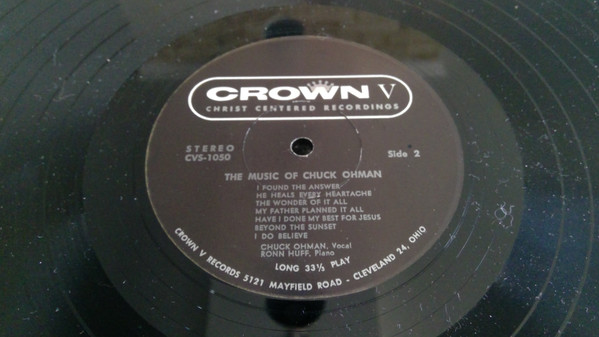 CROWN V
CHRIST CENTERED RECORDINGS
STEREO
CVS-1050
Side 2
THE MUSIC OF CHUCK OHMAN
I FOUND THE ANSWER
HE HEALS EVERY HEARTACHE
THE WONDER OF IT ALL
MY FATHER PLANNED IT ALL
HAVE I DONE MY BEST FOR JESUS
BEYOND THE SUNSET
I DO BELIEVE
CHUCK OHMAN, Vocal
RONN HUFF, Piano
LONG 33⅓ PLAY
CROWN V RECORDS 5121 MAYFIELD ROAD - CLEVELAND 24, OHIO